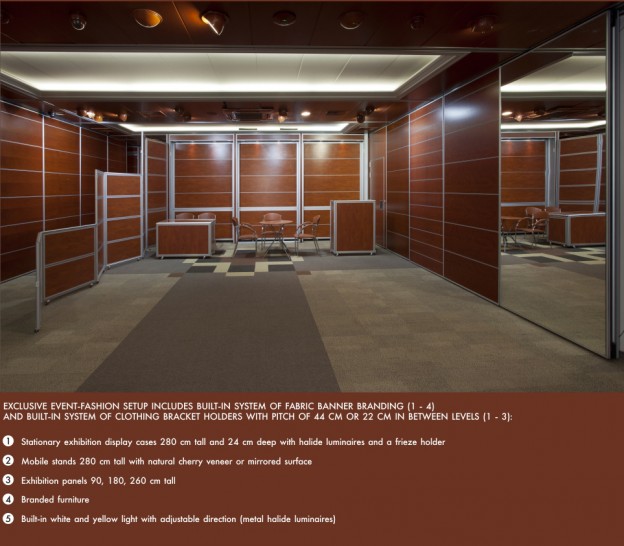 EXCLUSIVE EVENT-FASHION SETUP INCLUDES BUILT-IN SYSTEM OF FABRIC BANNER BRANDING (1 - 4)
AND BUILT-IN SYSTEM OF CLOTHING BRACKET HOLDERS WITH PITCH OF 44 CM OR 22 CM IN BETWEEN LEVELS (1 - 3):
1 Stationary exhibition display cases 280 cm tall and 24 cm deep with halide luminaires and a frieze holder
2 Mobile stands 280 cm tall with natural cherry veneer or mirrored surface
3 Exhibition panels 90, 180, 260 cm tall
4 Branded furniture
5 Built-in white and yellow light with adjustable direction (metal halide luminaires)